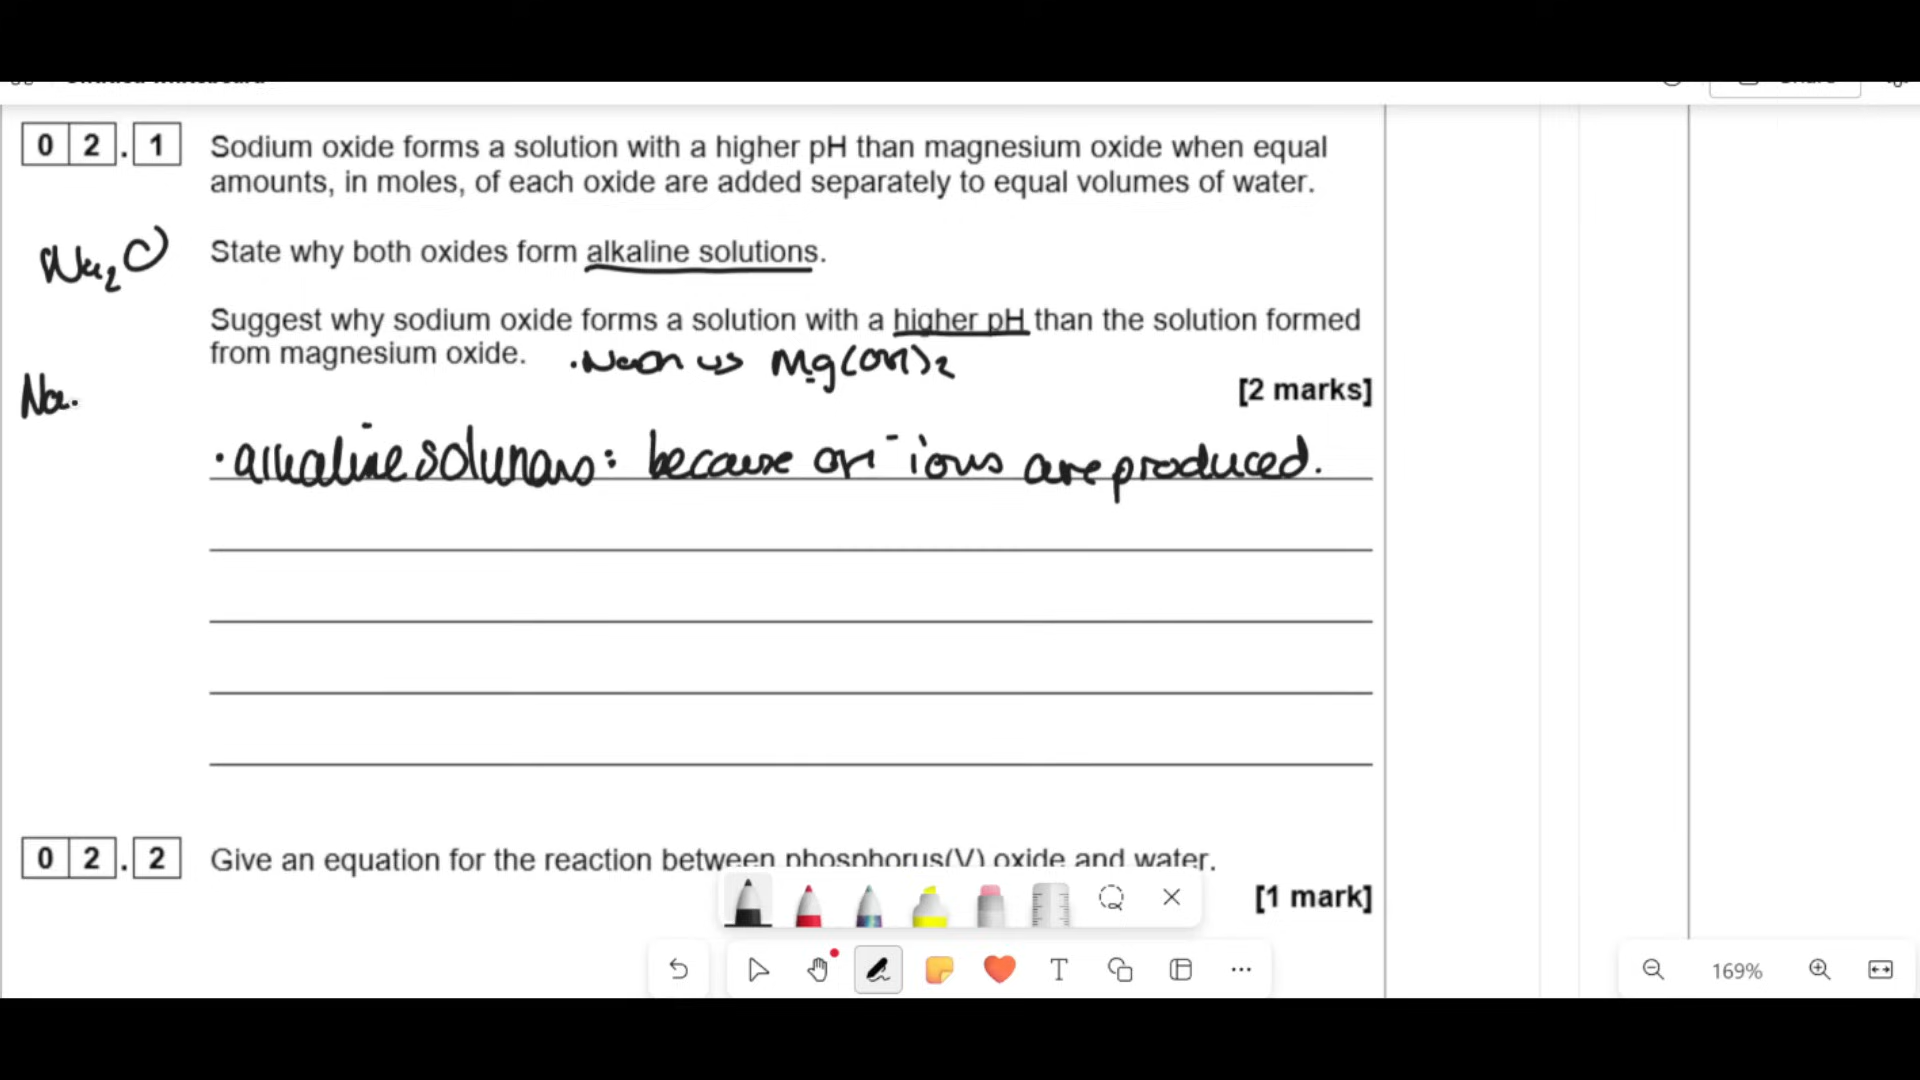 0 2 . 1 Sodium oxide forms a solution with a higher pH than magnesium oxide when equal
amounts, in moles, of each oxide are added separately to equal volumes of water.
Na₂O
State why both oxides form alkaline solutions.
Suggest why sodium oxide forms a solution with a higher pH than the solution formed
from magnesium oxide. .NaOH vs Mg(OH)₂
Na.
[2 marks]
· alkaline solutions: because OH⁻ ions are produced.
0 2 . 2 Give an equation for the reaction between phosphorus(V) oxide and water.
[1 mark]
T
169%